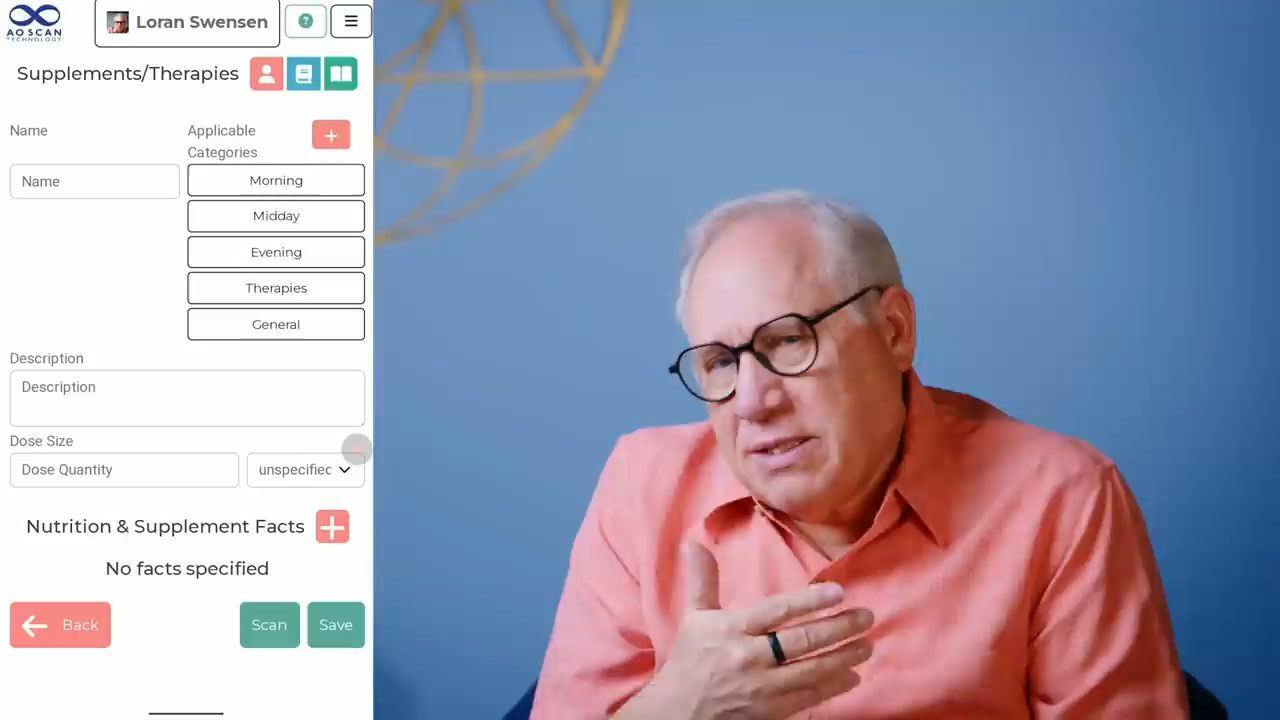 AO SCAN
TECHNOLOGY
Loran Swensen
?
Supplements/Therapies
Name
Applicable
Categories
+
Name
Morning
Midday
Evening
Therapies
General
Description
Description
Dose Size
Dose Quantity
unspecified
Nutrition & Supplement Facts
No facts specified
Back
Scan
Save